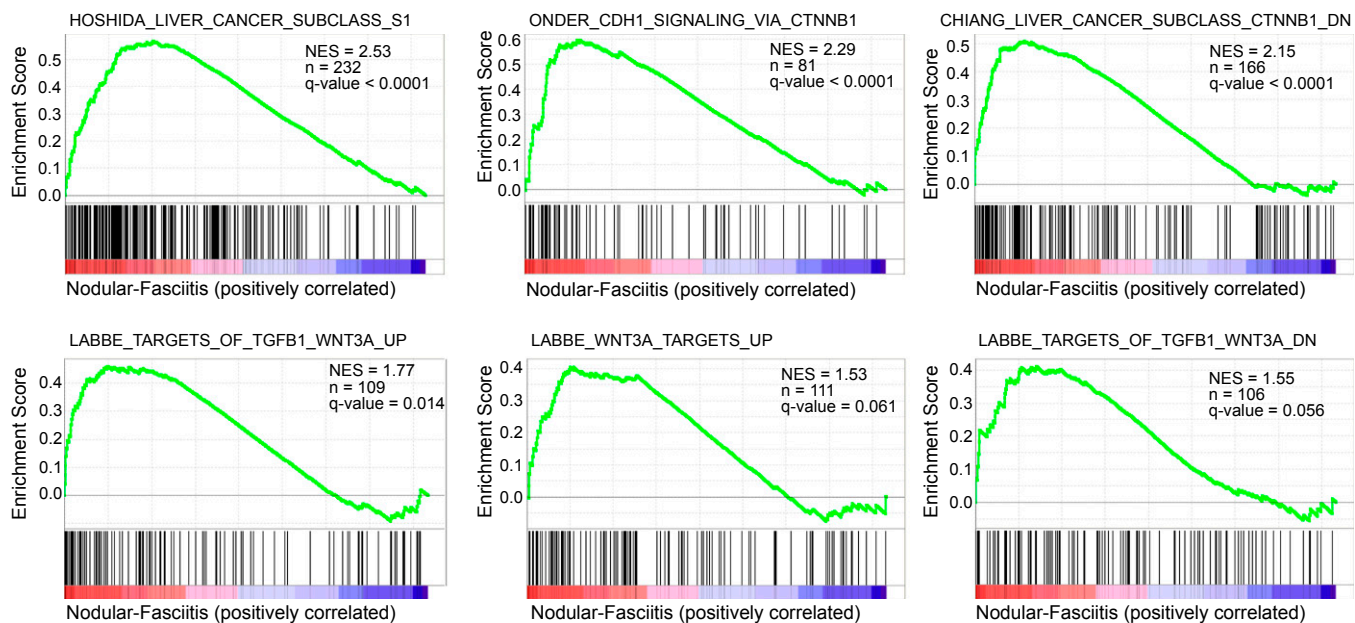 HOSHIDA_LIVER_CANCER_SUBCLASS_S1
NES = 2.53
n = 232
q-value < 0.0001
Enrichment Score
0.5
0.4
0.3
0.2
0.1
0.0
Nodular-Fasciitis (positively correlated)
ONDER_CDH1_SIGNALING_VIA_CTNNB1
NES = 2.29
n = 81
q-value < 0.0001
Enrichment Score
0.6
0.5
0.4
0.3
0.2
0.1
0.0
Nodular-Fasciitis (positively correlated)
CHIANG_LIVER_CANCER_SUBCLASS_CTNNB1_DN
NES = 2.15
n = 166
q-value < 0.0001
Enrichment Score
0.5
0.4
0.3
0.2
0.1
0.0
Nodular-Fasciitis (positively correlated)
LABBE_TARGETS_OF_TGFB1_WNT3A_UP
NES = 1.77
n = 109
q-value = 0.014
Enrichment Score
0.4
0.3
0.2
0.1
0.0
Nodular-Fasciitis (positively correlated)
LABBE_WNT3A_TARGETS_UP
NES = 1.53
n = 111
q-value = 0.061
Enrichment Score
0.4
0.3
0.2
0.1
0.0
Nodular-Fasciitis (positively correlated)
LABBE_TARGETS_OF_TGFB1_WNT3A_DN
NES = 1.55
n = 106
q-value = 0.056
Enrichment Score
0.4
0.3
0.2
0.1
0.0
Nodular-Fasciitis (positively correlated)